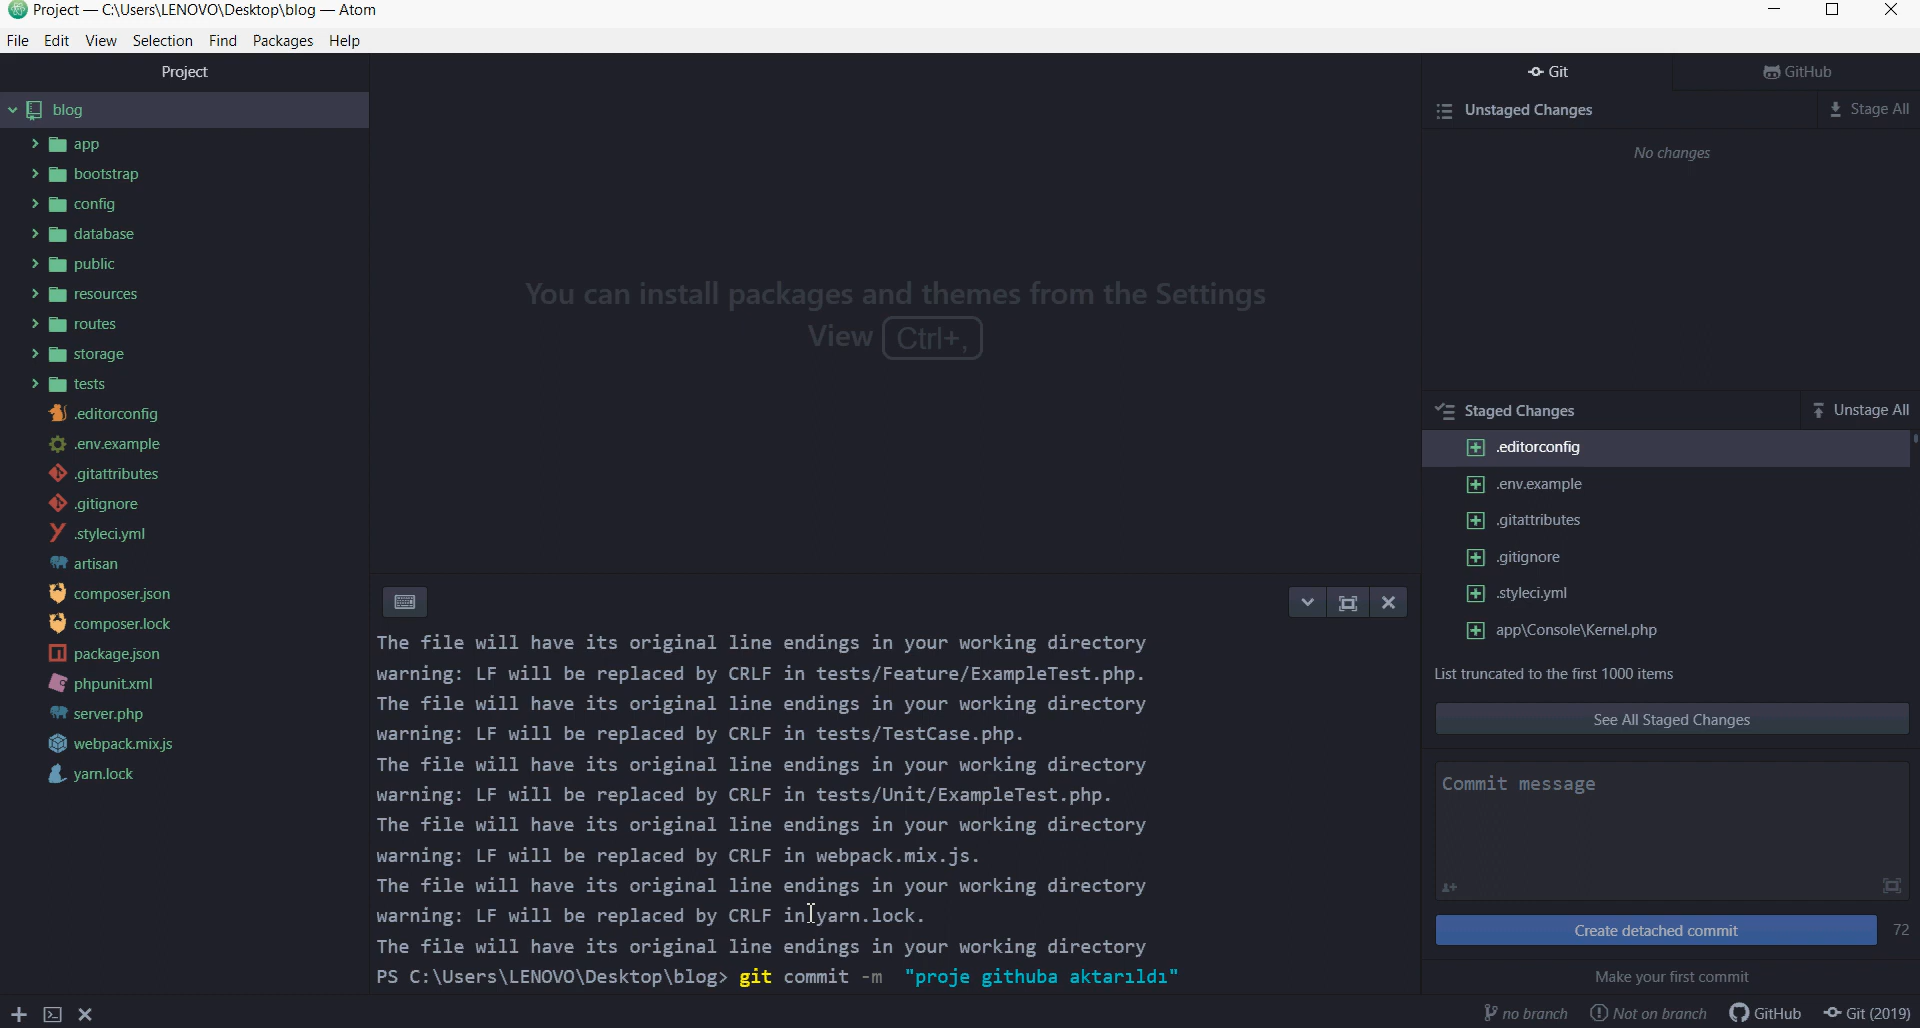 Project — C:\Users\LENOVO\Desktop\blog — Atom
File Edit View Selection Find Packages Help
Project
blog
app
bootstrap
config
database
public
resources
routes
storage
tests
.editorconfig
.env.example
.gitattributes
.gitignore
.styleci.yml
artisan
composer.json
composer.lock
package.json
phpunit.xml
server.php
webpack.mix.js
yarn.lock
You can install packages and themes from the Settings
View Ctrl+,
The file will have its original line endings in your working directory
warning: LF will be replaced by CRLF in tests/Feature/ExampleTest.php.
The file will have its original line endings in your working directory
warning: LF will be replaced by CRLF in tests/TestCase.php.
The file will have its original line endings in your working directory
warning: LF will be replaced by CRLF in tests/Unit/ExampleTest.php.
The file will have its original line endings in your working directory
warning: LF will be replaced by CRLF in webpack.mix.js.
The file will have its original line endings in your working directory
warning: LF will be replaced by CRLF in yarn.lock.
The file will have its original line endings in your working directory
PS C:\Users\LENOVO\Desktop\blog> git commit -m  "proje githuba aktarıldı"
Git GitHub
Unstaged Changes Stage All
No changes
Staged Changes Unstage All
.editorconfig
.env.example
.gitattributes
.gitignore
.styleci.yml
app\Console\Kernel.php
List truncated to the first 1000 items
See All Staged Changes
Commit message
Create detached commit 72
Make your first commit
no branch Not on branch GitHub Git (2019)